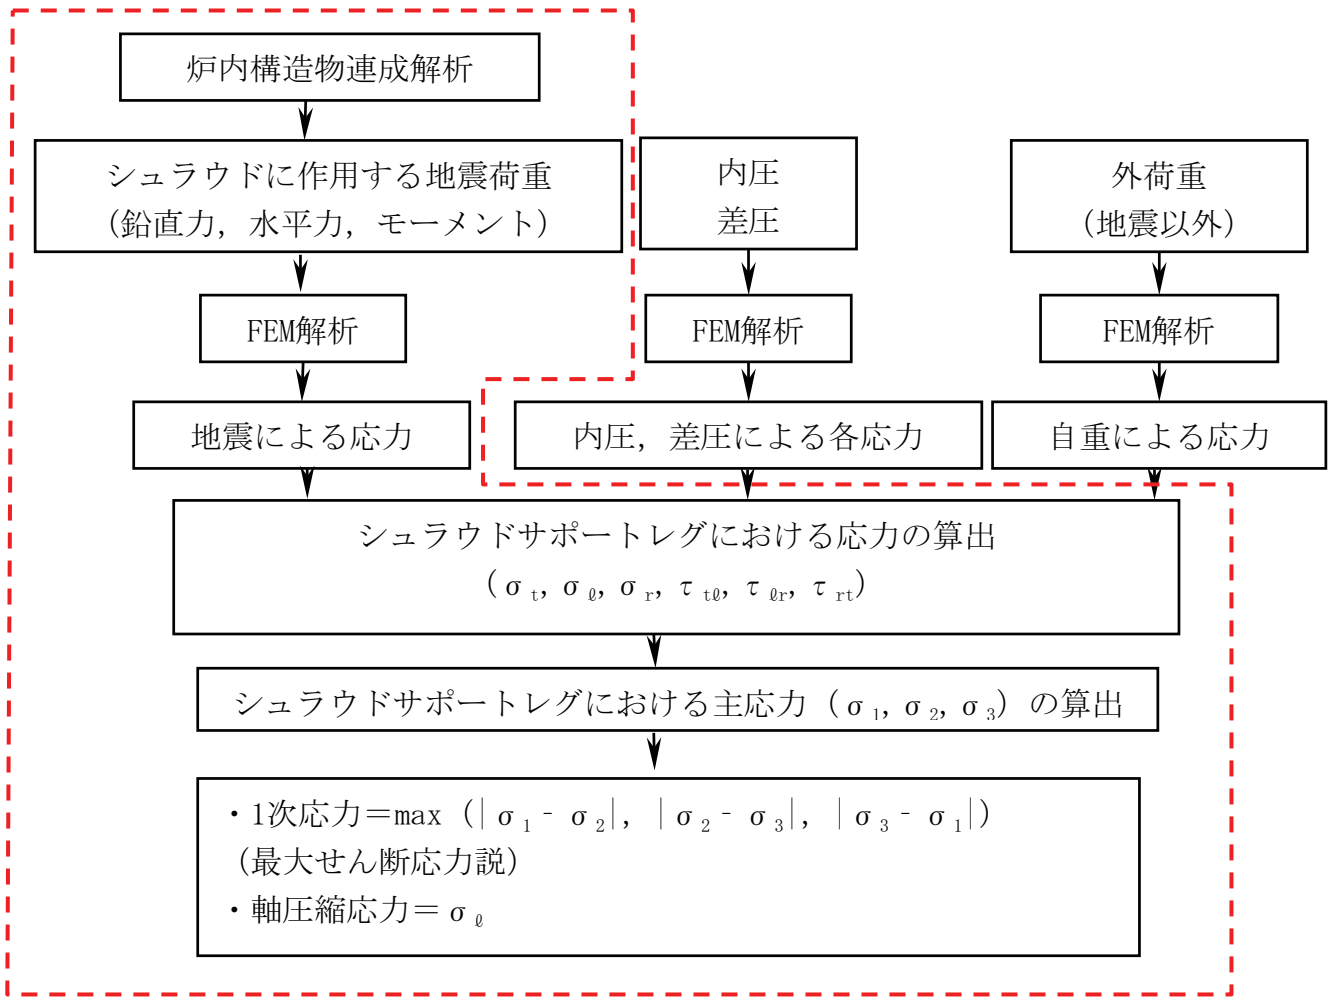 炉内構造物連成解析
シュラウドに作用する地震荷重
(鉛直力, 水平力, モーメント)
内圧
差圧
外荷重
(地震以外)
FEM解析
FEM解析
FEM解析
地震による応力
内圧, 差圧による各応力
自重による応力
シュラウドサポートレグにおける応力の算出
(σt, σℓ, σr, τtℓ, τℓr, τrt)
シュラウドサポートレグにおける主応力 (σ1, σ2, σ3) の算出
・1次応力=max (|σ1 - σ2|, |σ2 - σ3|, |σ3 - σ1|)
(最大せん断応力説)
・軸圧縮応力=σℓ